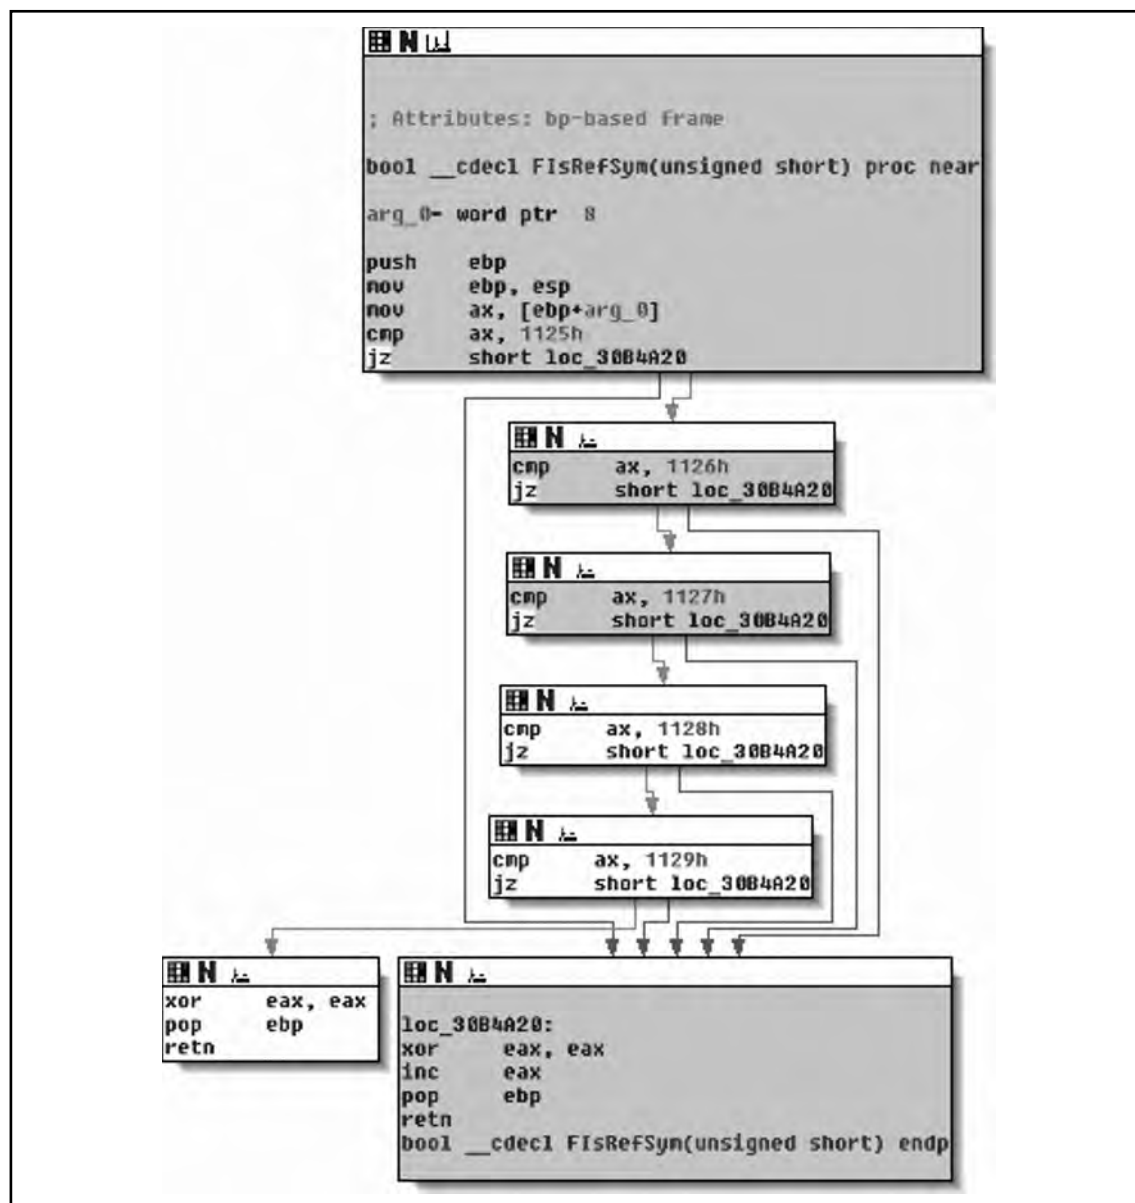 ; Attributes: bp-based frame
bool __cdecl FIsRefSym(unsigned short) proc near
arg_0= word ptr  8
push ebp
mov ebp, esp
mov ax, [ebp+arg_0]
cmp ax, 1125h
jz short loc_30B4A20
cmp ax, 1126h
jz short loc_30B4A20
cmp ax, 1127h
jz short loc_30B4A20
cmp ax, 1128h
jz short loc_30B4A20
cmp ax, 1129h
jz short loc_30B4A20
xor eax, eax
pop ebp
retn
loc_30B4A20:
xor eax, eax
inc eax
pop ebp
retn
bool __cdecl FIsRefSym(unsigned short) endp